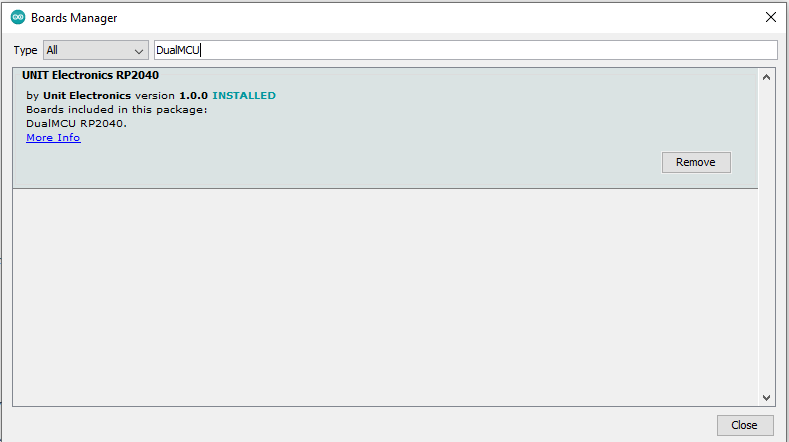 Boards Manager
Type All DualMCU
UNIT Electronics RP2040
by Unit Electronics version 1.0.0 INSTALLED
Boards included in this package:
DualMCU RP2040.
More Info
Remove
Close